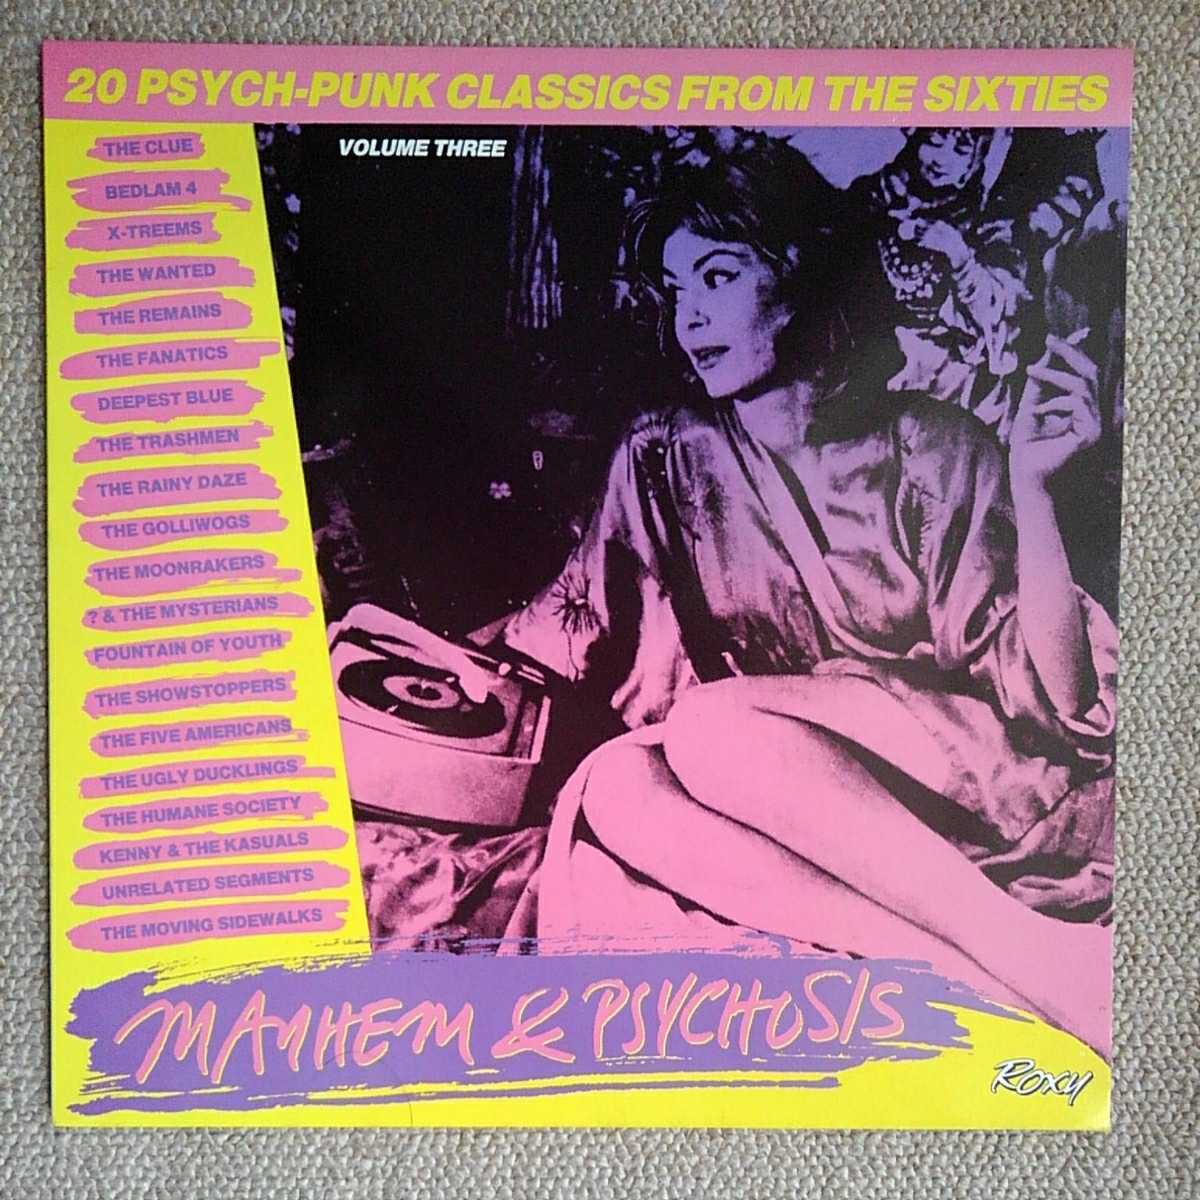 20 PSYCH-PUNK CLASSICS FROM THE SIXTIES
VOLUME THREE
THE CLUE
BEDLAM 4
X-TREEMS
THE WANTED
THE REMAINS
THE FANATICS
DEEPEST BLUE
THE TRASHMEN
THE RAINY DAZE
THE GOLLIWOGS
THE MOONRAKERS
? & THE MYSTERIANS
FOUNTAIN OF YOUTH
THE SHOWSTOPPERS
THE FIVE AMERICANS
THE UGLY DUCKLINGS
THE HUMANE SOCIETY
KENNY & THE KASUALS
UNRELATED SEGMENTS
THE MOVING SIDEWALKS
MAYHEM & PSYCHOSIS
ROXY